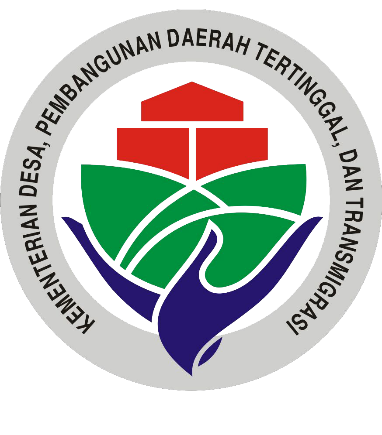 KEMENTERIAN DESA, PEMBANGUNAN DAERAH TERTINGGAL, DAN TRANSMIGRASI